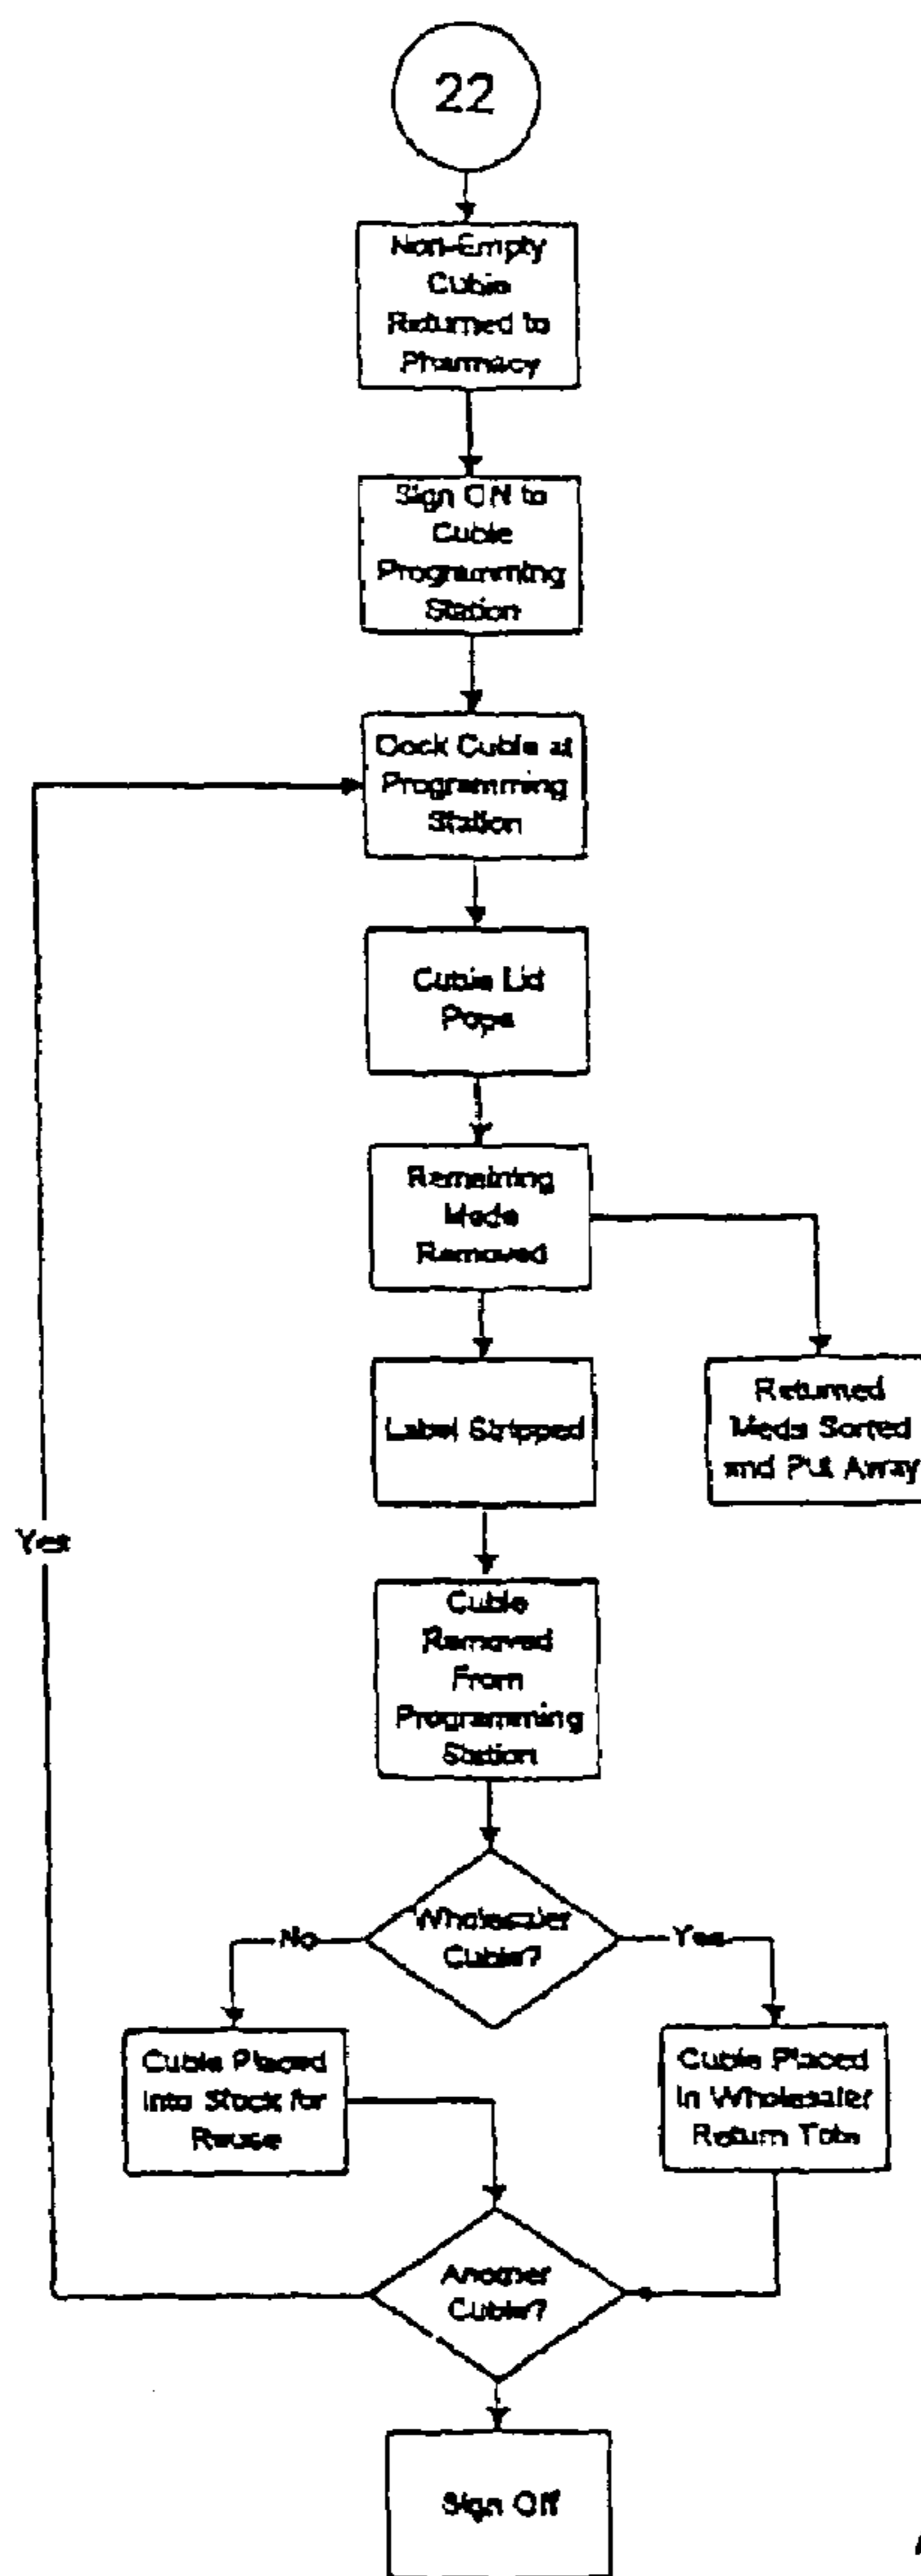 22
Non-Empty
Cubie
Returned to
Pharmacy
Sign ON to
Cubie
Programming
Station
Dock Cubie at
Programming
Station
Cubie Lid
Pops
Remaining
Meds
Removed
Label Stripped
Returned
Meds Sorted
and Put Away
Yes
Cubie
Removed
From
Programming
Station
Wholesaler
Cubie?
No
Yes
Cubie Placed
into Stock for
Reuse
Cubie Placed
in Wholesaler
Return Tote
Another
Cubie?
Sign Off